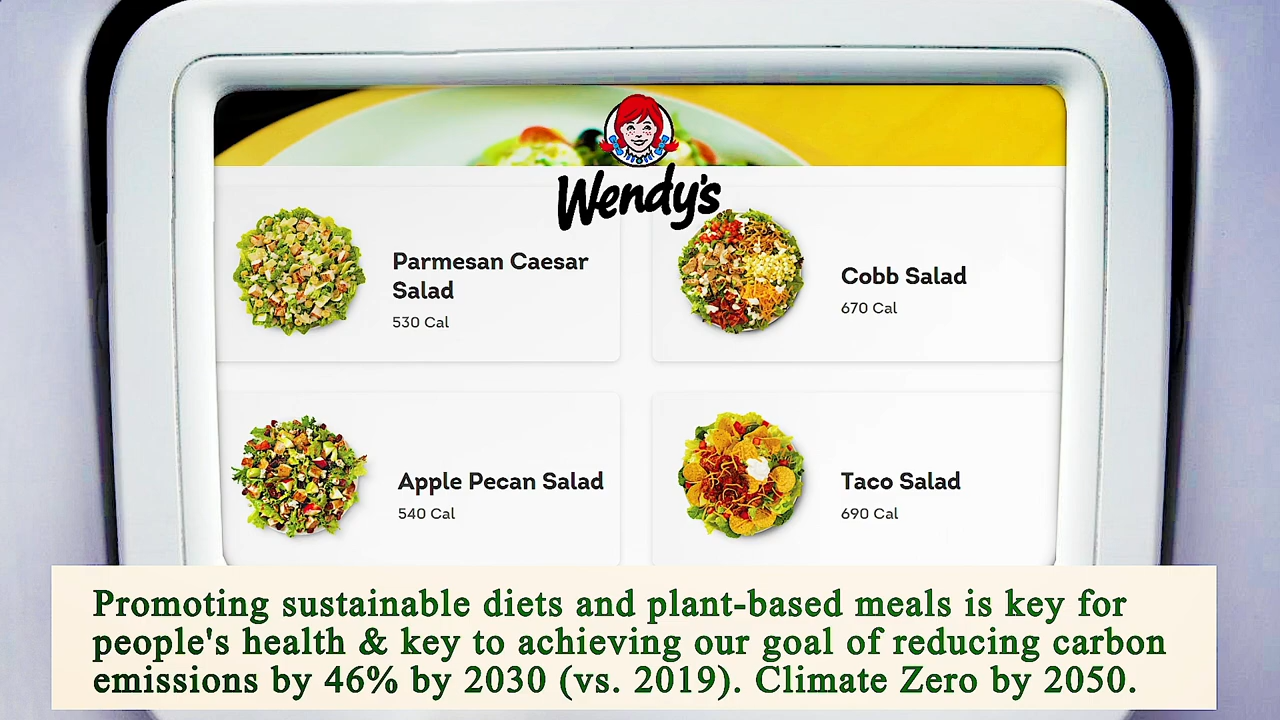 Wendy's
Parmesan Caesar
Salad
530 Cal
Cobb Salad
670 Cal
Apple Pecan Salad
540 Cal
Taco Salad
690 Cal
Promoting sustainable diets and plant-based meals is key for
people's health & key to achieving our goal of reducing carbon
emissions by 46% by 2030 (vs. 2019). Climate Zero by 2050.